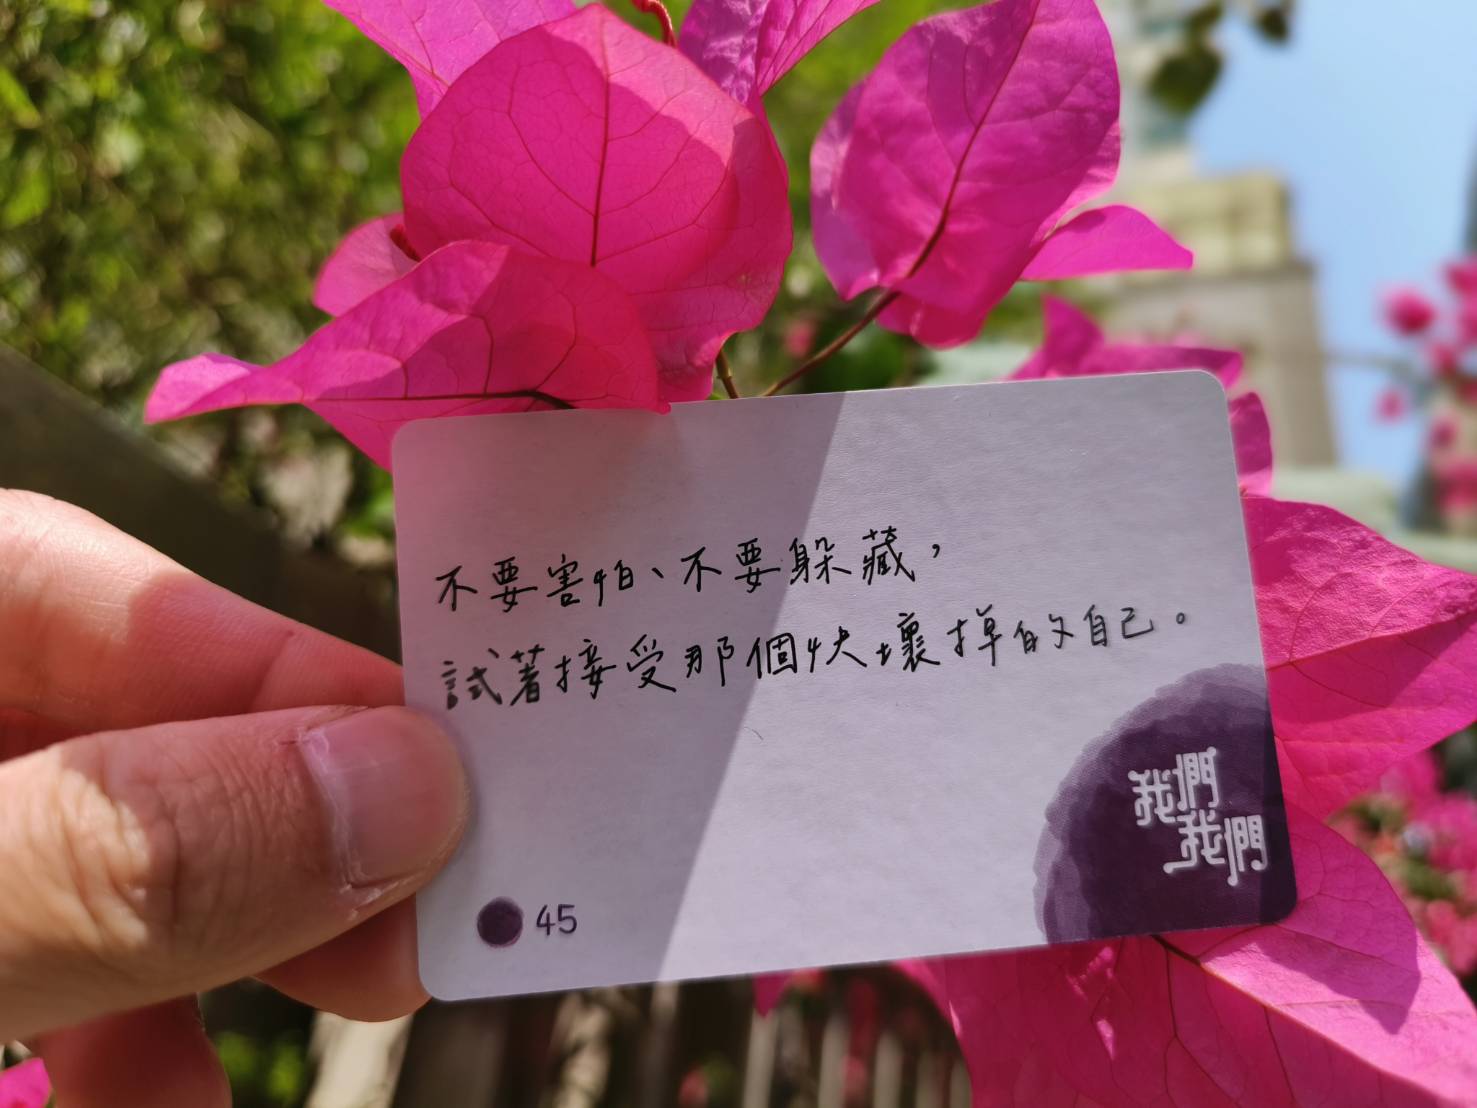 不要害怕、不要躲藏，
試著接受那個快壞掉的自己。
我們
我們
45